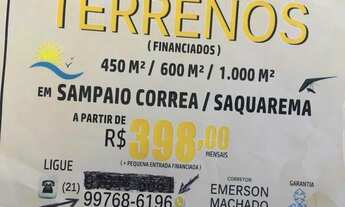 TERRENOS
( FINANCIADOS )
450 M² / 600 M² / 1.000 M²
EM SAMPAIO CORREA / SAQUAREMA
A PARTIR DE
R$ 398,00
MENSAIS
( + PEQUENA ENTRADA FINANCIADA )
LIGUE
(21)
99768-6196
CORRETOR
EMERSON
MACHADO
GARANTIA